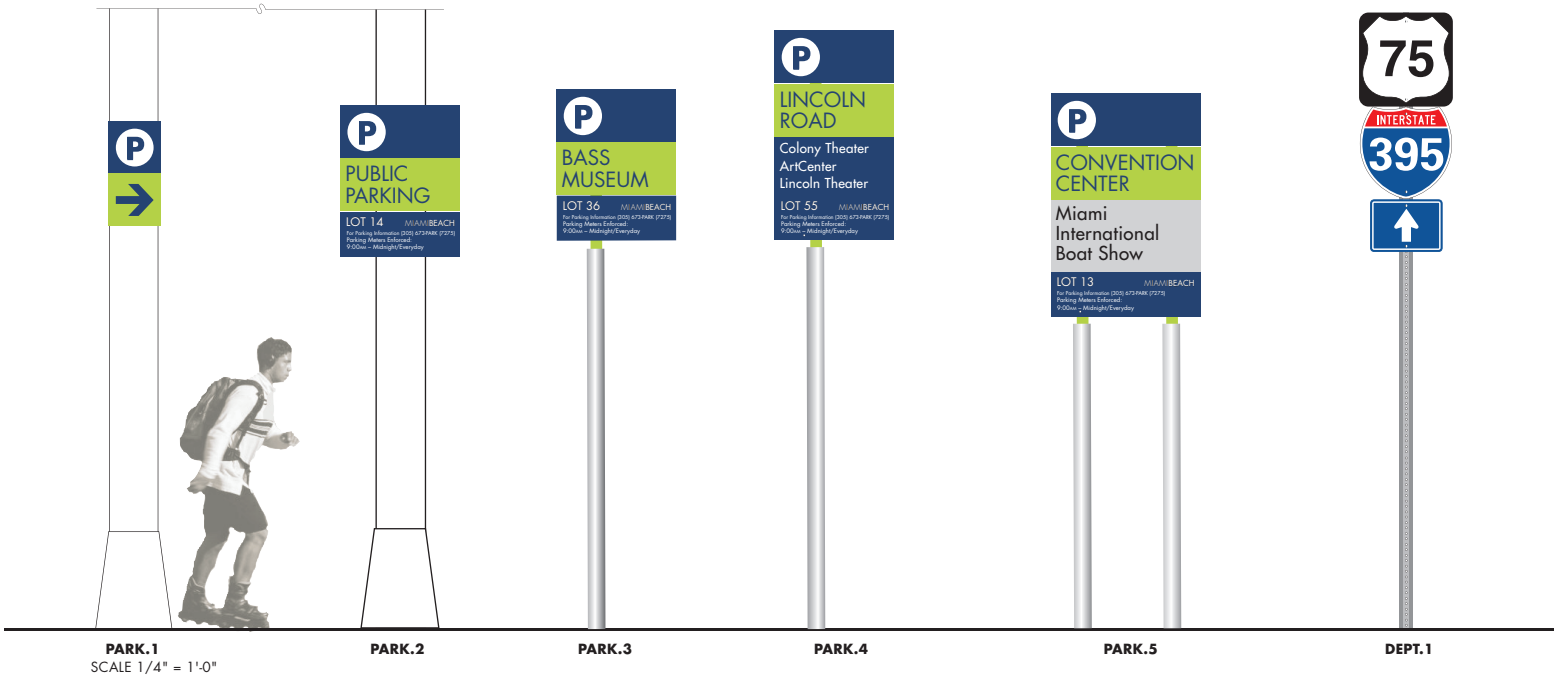 P
P
PUBLIC
PARKING
LOT 14 MIAMIBEACH
For Parking Information (305) 673-PARK (7275)
Parking Meters Enforced:
9:00AM – Midnight/Everyday
P
BASS
MUSEUM
LOT 36 MIAMIBEACH
For Parking Information (305) 673-PARK (7275)
Parking Meters Enforced:
9:00AM – Midnight/Everyday
P
LINCOLN
ROAD
Colony Theater
ArtCenter
Lincoln Theater
LOT 55 MIAMIBEACH
For Parking Information (305) 673-PARK (7275)
Parking Meters Enforced:
9:00AM – Midnight/Everyday
P
CONVENTION
CENTER
Miami
International
Boat Show
LOT 13 MIAMIBEACH
For Parking Information (305) 673-PARK (7275)
Parking Meters Enforced:
9:00AM – Midnight/Everyday
75
INTERSTATE
395
PARK.1
SCALE 1/4" = 1'-0"
PARK.2
PARK.3
PARK.4
PARK.5
DEPT.1